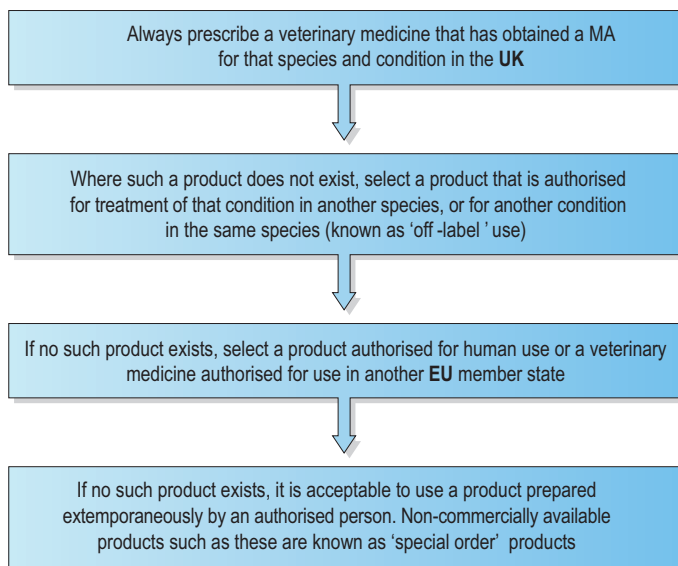 Always prescribe a veterinary medicine that has obtained a MA
for that species and condition in the UK
Where such a product does not exist, select a product that is authorised
for treatment of that condition in another species, or for another condition
in the same species (known as ‘off -label ’ use)
If no such product exists, select a product authorised for human use or a veterinary
medicine authorised for use in another EU member state
If no such product exists, it is acceptable to use a product prepared
extemporaneously by an authorised person. Non-commercially available
products such as these are known as ‘special order’ products